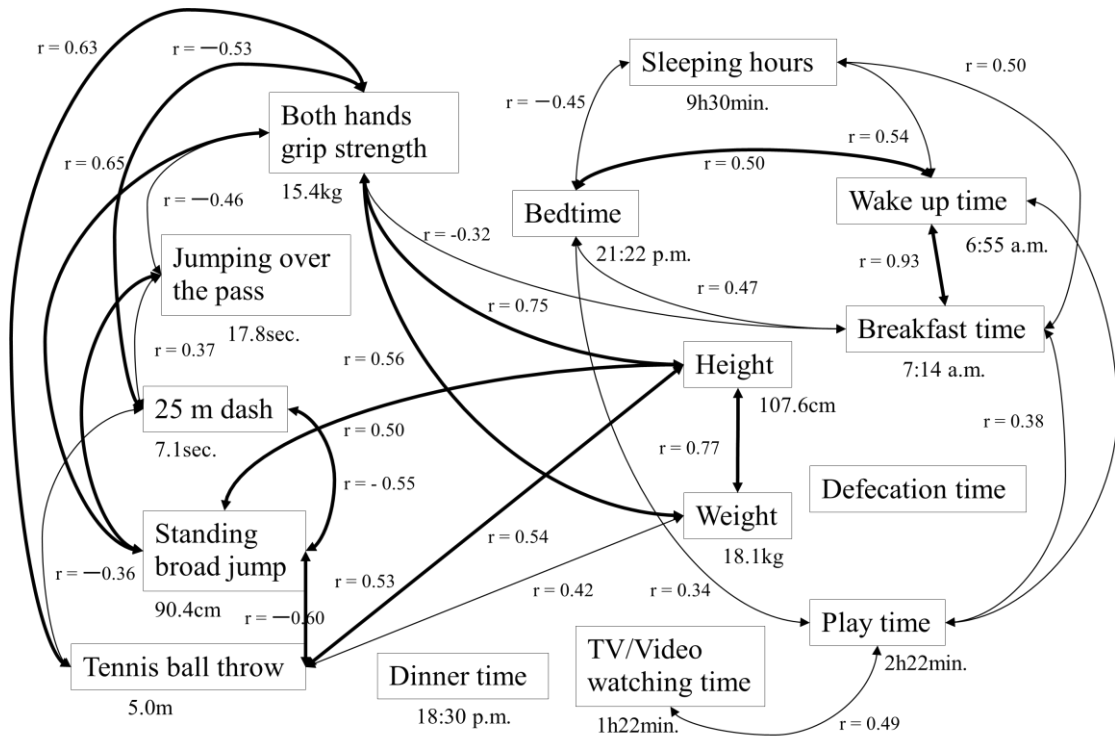 r = 0.63
r = －0.53
Sleeping hours
9h30min.
r = 0.50
r = －0.45
Both hands
grip strength
15.4kg
r = 0.54
r = 0.50
r = 0.65
r = －0.46
Bedtime
21:22 p.m.
Wake up time
6:55 a.m.
r = -0.32
r = 0.93
Jumping over
the pass
17.8sec.
r = 0.47
r = 0.75
Breakfast time
7:14 a.m.
r = 0.37
r = 0.56
Height
107.6cm
25 m dash
7.1sec.
r = 0.50
r = 0.38
r = 0.77
r = - 0.55
Defecation time
Weight
18.1kg
Standing
broad jump
90.4cm
r = 0.54
r = －0.36
r = 0.53
r = 0.42
r = 0.34
r = －0.60
Play time
2h22min.
Tennis ball throw
5.0m
Dinner time
18:30 p.m.
TV/Video
watching time
1h22min.
r = 0.49